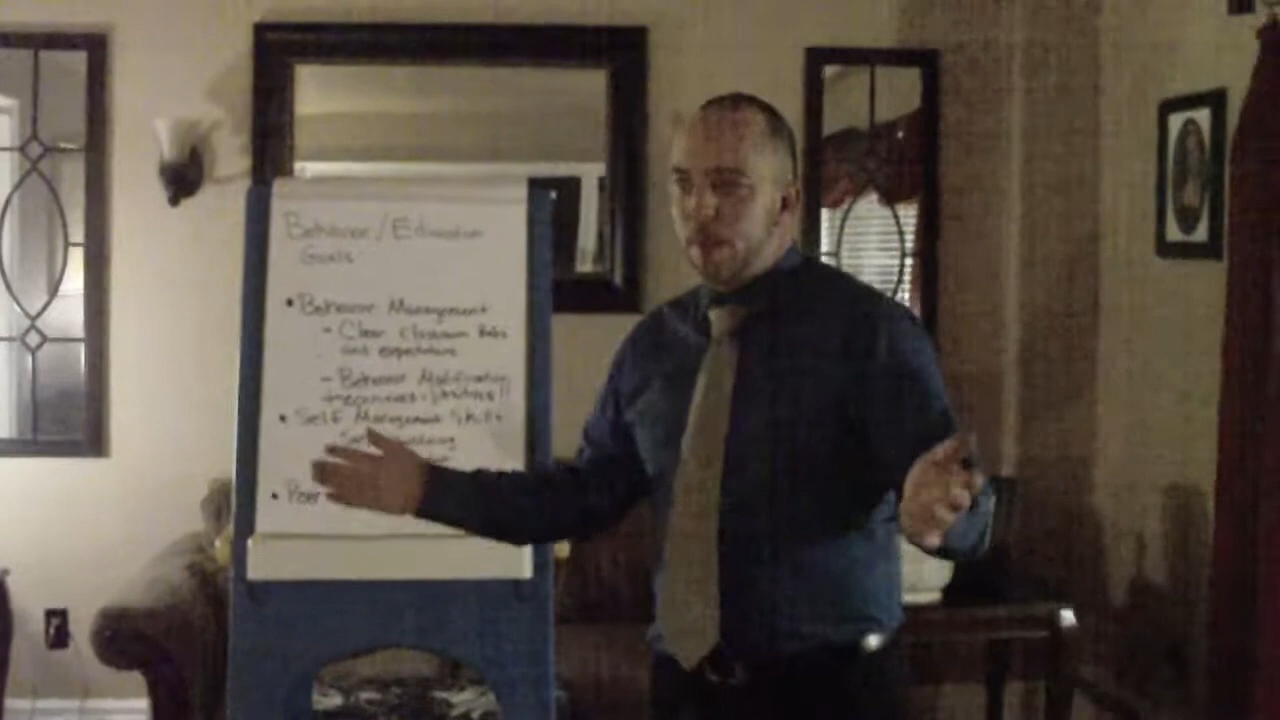 Behavior/Education
Goals
• Behavior Management
- Clear Classroom Rules
and expectations
- Behavior Modification
• Self Management Skills
• Peer